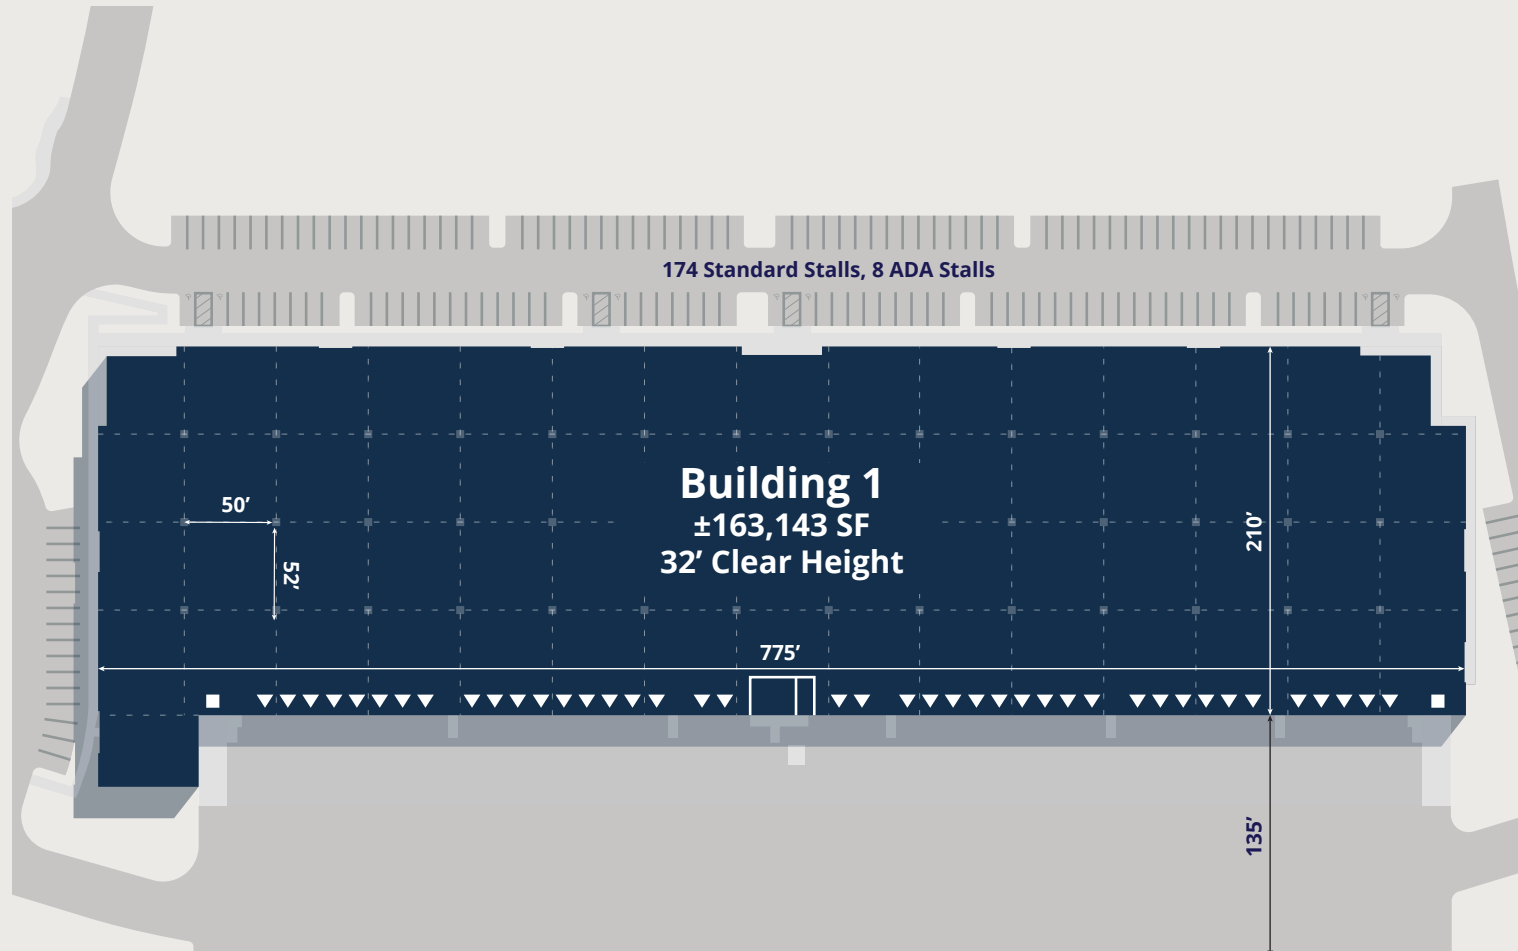 174 Standard Stalls, 8 ADA Stalls
Building 1
±163,143 SF
32’ Clear Height
50’
52’
210’
775’
135’